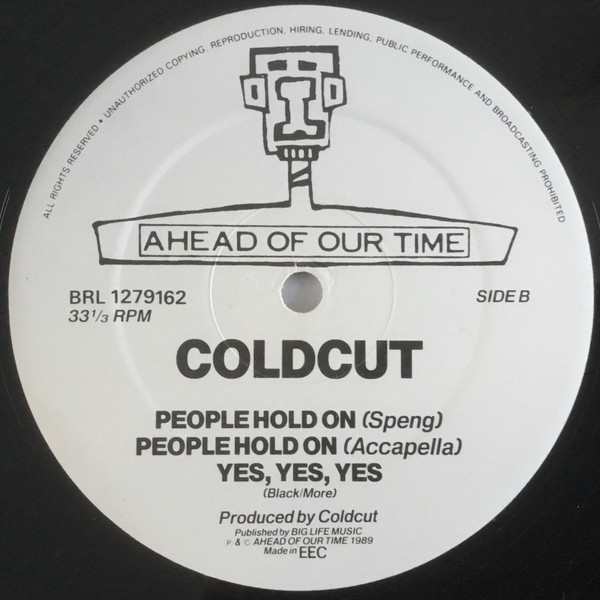 ALL RIGHTS RESERVED • UNAUTHORIZED COPYING, REPRODUCTION, HIRING, LENDING, PUBLIC PERFORMANCE AND BROADCASTING PROHIBITED
AHEAD OF OUR TIME
BRL 1279162
SIDE B
33 1/3 RPM
COLDCUT
PEOPLE HOLD ON (Speng)
PEOPLE HOLD ON (Accapella)
YES, YES, YES
(Black/More)
Produced by Coldcut
Published by BIG LIFE MUSIC
P. & C AHEAD OF OUR TIME 1989
Made in EEC